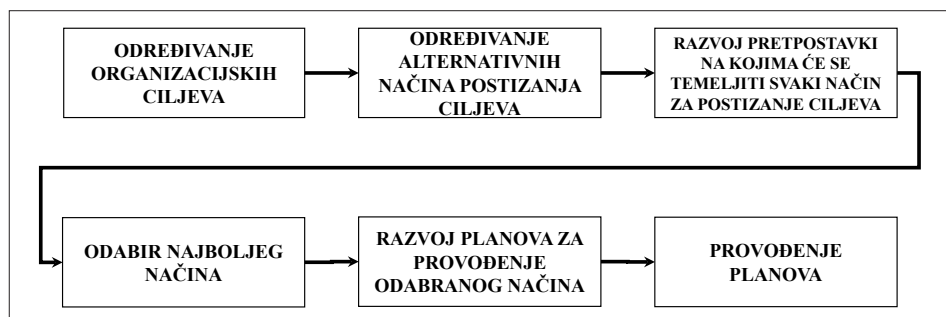 ODREĐIVANJE
ORGANIZACIJSKIH
CILJEVA
ODREĐIVANJE
ALTERNATIVNIH
NAČINA POSTIZANJA
CILJEVA
RAZVOJ PRETPOSTAVKI
NA KOJIMA ĆE SE
TEMELJITI SVAKI NAČIN
ZA POSTIZANJE CILJEVA
ODABIR NAJBOLJEG
NAČINA
RAZVOJ PLANOVA ZA
PROVOĐENJE
ODABRANOG NAČINA
PROVOĐENJE
PLANOVA